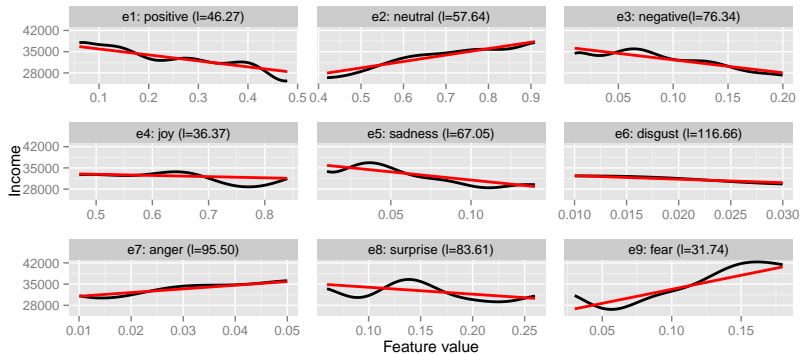 e1: positive (l=46.27)
e2: neutral (l=57.64)
e3: negative(l=76.34)
42000
35000
28000
0.1 0.2 0.3 0.4 0.5
0.4 0.5 0.6 0.7 0.8 0.9
0.05 0.10 0.15 0.20
e4: joy (l=36.37)
e5: sadness (l=67.05)
e6: disgust (l=116.66)
Income
42000
35000
28000
0.5 0.6 0.7 0.8
0.05 0.10
0.010 0.015 0.020 0.025 0.030
e7: anger (l=95.50)
e8: surprise (l=83.61)
e9: fear (l=31.74)
42000
35000
28000
0.01 0.02 0.03 0.04 0.05
0.10 0.15 0.20 0.25
0.05 0.10 0.15
Feature value